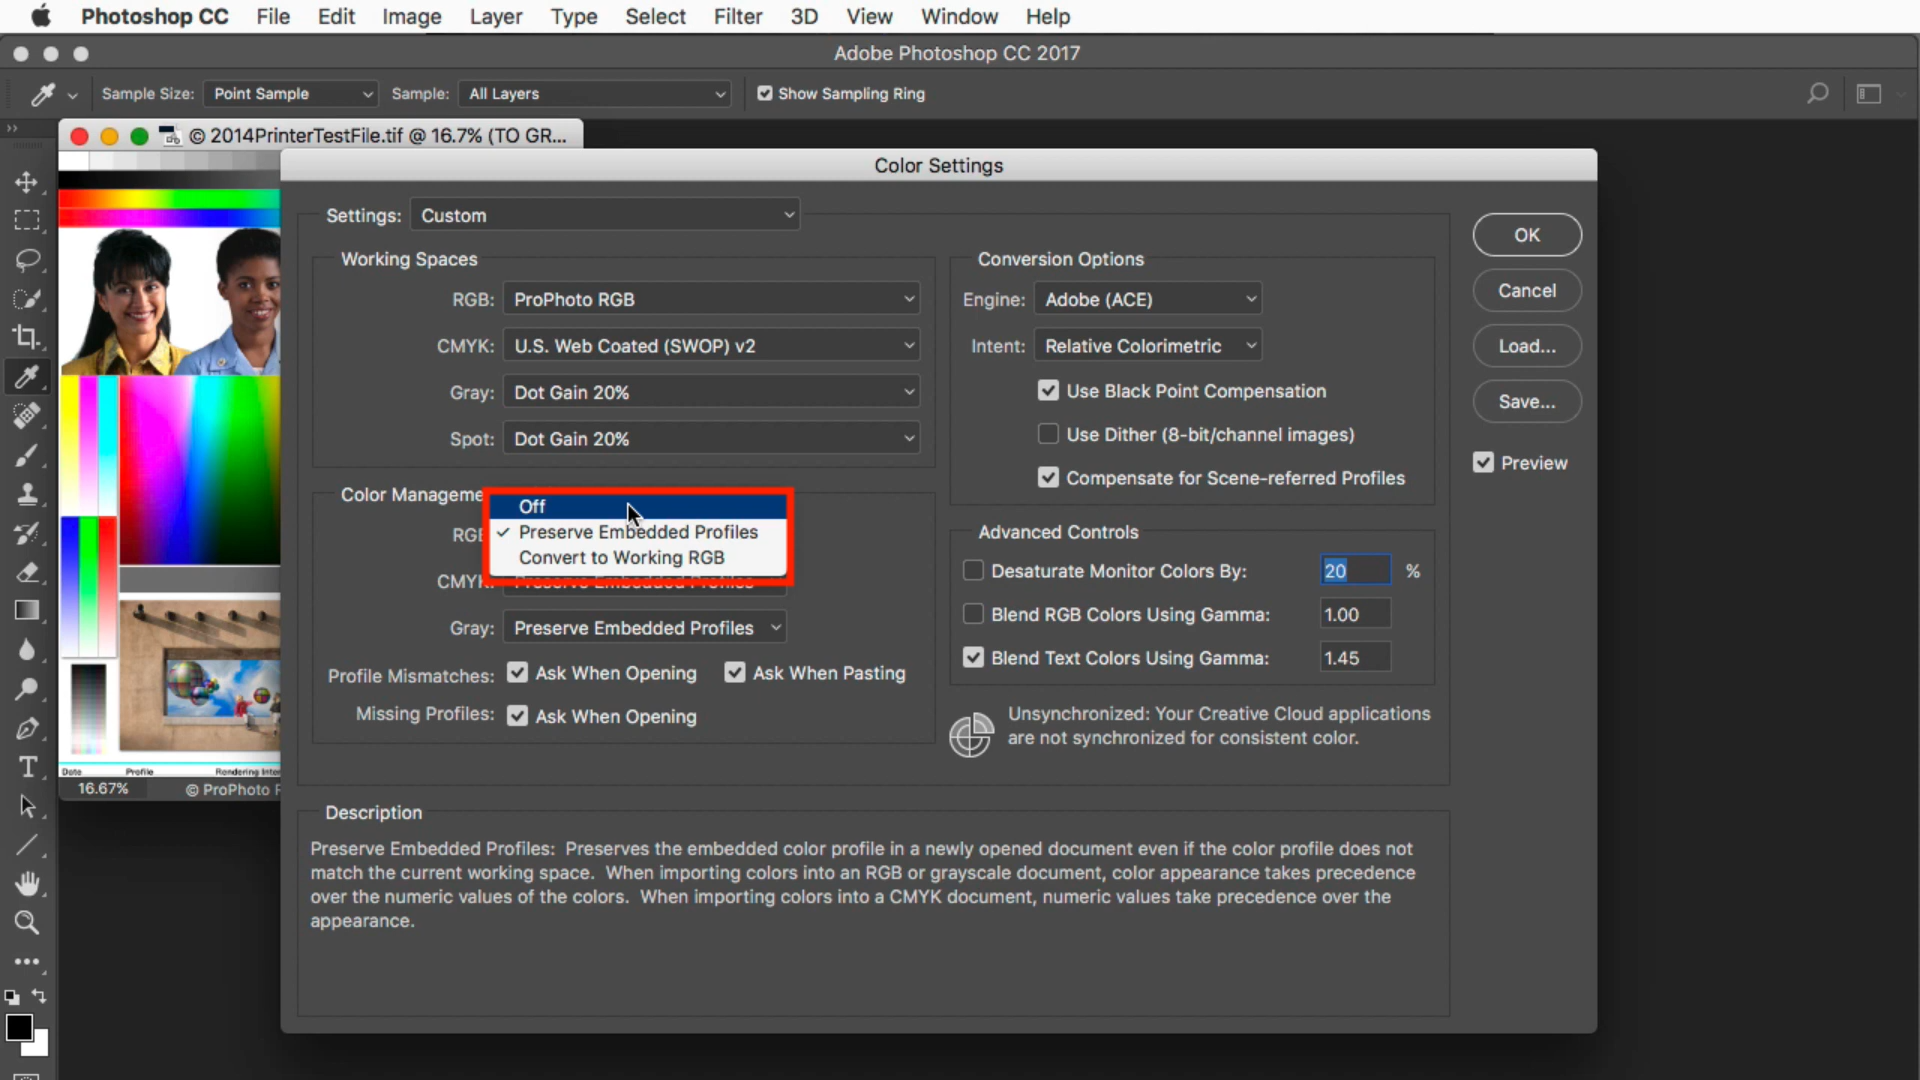 Photoshop CC File Edit Image Layer Type Select Filter 3D View Window Help
Adobe Photoshop CC 2017
Sample Size: Point Sample Sample: All Layers Show Sampling Ring
© 2014PrinterTestFile.tif @ 16.7% (TO GR...
Color Settings
Settings: Custom
OK
Working Spaces
Conversion Options
RGB: ProPhoto RGB
Engine: Adobe (ACE)
Cancel
CMYK: U.S. Web Coated (SWOP) v2
Intent: Relative Colorimetric
Load...
Gray: Dot Gain 20%
Use Black Point Compensation
Save...
Spot: Dot Gain 20%
Use Dither (8-bit/channel images)
Preview
Compensate for Scene-referred Profiles
Color Manageme
Off
RGB
Preserve Embedded Profiles
Convert to Working RGB
CMYK: Preserve Embedded Profiles
Gray: Preserve Embedded Profiles
Profile Mismatches: Ask When Opening Ask When Pasting
Missing Profiles: Ask When Opening
Advanced Controls
Desaturate Monitor Colors By: 20 %
Blend RGB Colors Using Gamma: 1.00
Blend Text Colors Using Gamma: 1.45
Unsynchronized: Your Creative Cloud applications
are not synchronized for consistent color.
Date Profile Rendering Inte
16.67% © ProPhoto
Description
Preserve Embedded Profiles: Preserves the embedded color profile in a newly opened document even if the color profile does not
match the current working space. When importing colors into an RGB or grayscale document, color appearance takes precedence
over the numeric values of the colors. When importing colors into a CMYK document, numeric values take precedence over the
appearance.